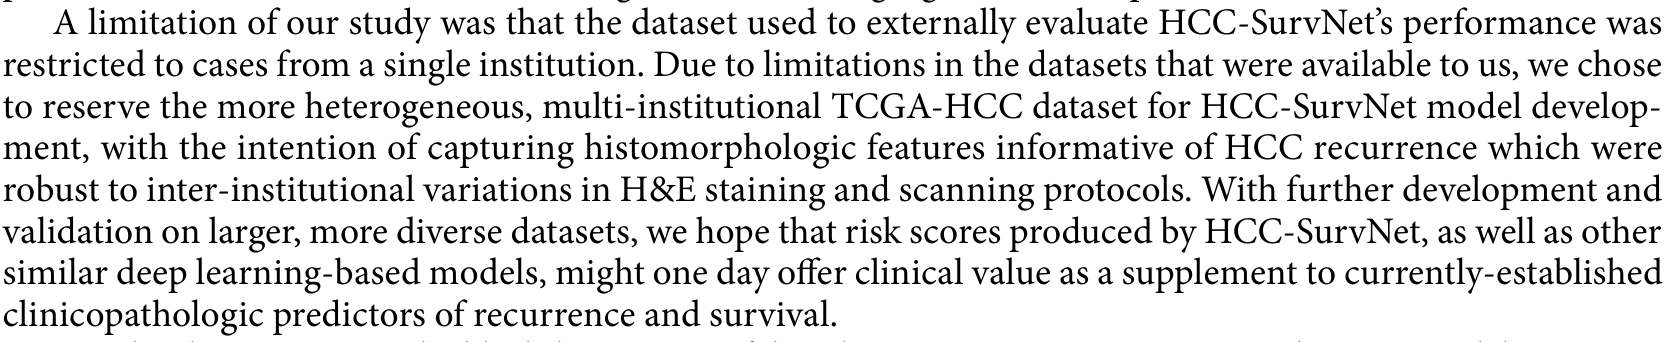 A limitation of our study was that the dataset used to externally evaluate HCC-SurvNet's performance was
restricted to cases from a single institution. Due to limitations in the datasets that were available to us, we chose
to reserve the more heterogeneous, multi-institutional TCGA-HCC dataset for HCC-SurvNet model develop-
ment, with the intention of capturing histomorphologic features informative of HCC recurrence which were
robust to inter-institutional variations in H&E staining and scanning protocols. With further development and
validation on larger, more diverse datasets, we hope that risk scores produced by HCC-SurvNet, as well as other
similar deep learning-based models, might one day offer clinical value as a supplement to currently-established
clinicopathologic predictors of recurrence and survival.